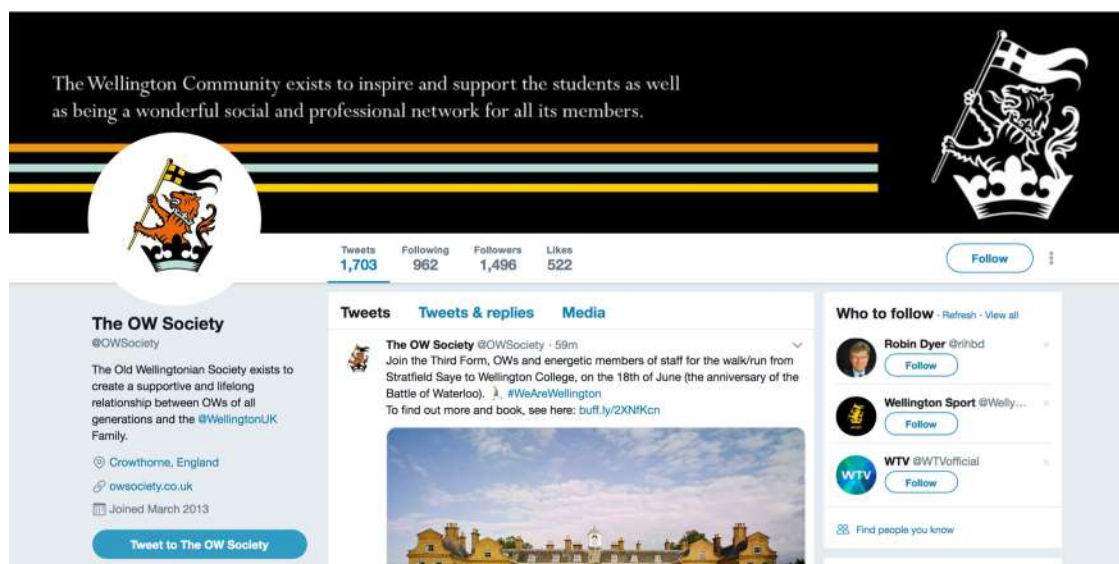 The Wellington Community exists to inspire and support the students as well
as being a wonderful social and professional network for all its members.
Tweets
1,703
Following
962
Followers
1,496
Likes
522
Follow
The OW Society
@OWSociety
The Old Wellingtonian Society exists to
create a supportive and lifelong
relationship between OWs of all
generations and the @WellingtonUK
Family.
Crowthorne, England
owsociety.co.uk
Joined March 2013
Tweet to The OW Society
Tweets Tweets & replies Media
The OW Society @OWSociety · 59m
Join the Third Form, OWs and energetic members of staff for the walk/run from
Stratfield Saye to Wellington College, on the 18th of June (the anniversary of the
Battle of Waterloo). #WeAreWellington
To find out more and book, see here: buff.ly/2XNfKcn
Who to follow · Refresh · View all
Robin Dyer @rihbd
Follow
Wellington Sport @Welly...
Follow
WTV
WTV @WTVofficial
Follow
Find people you know